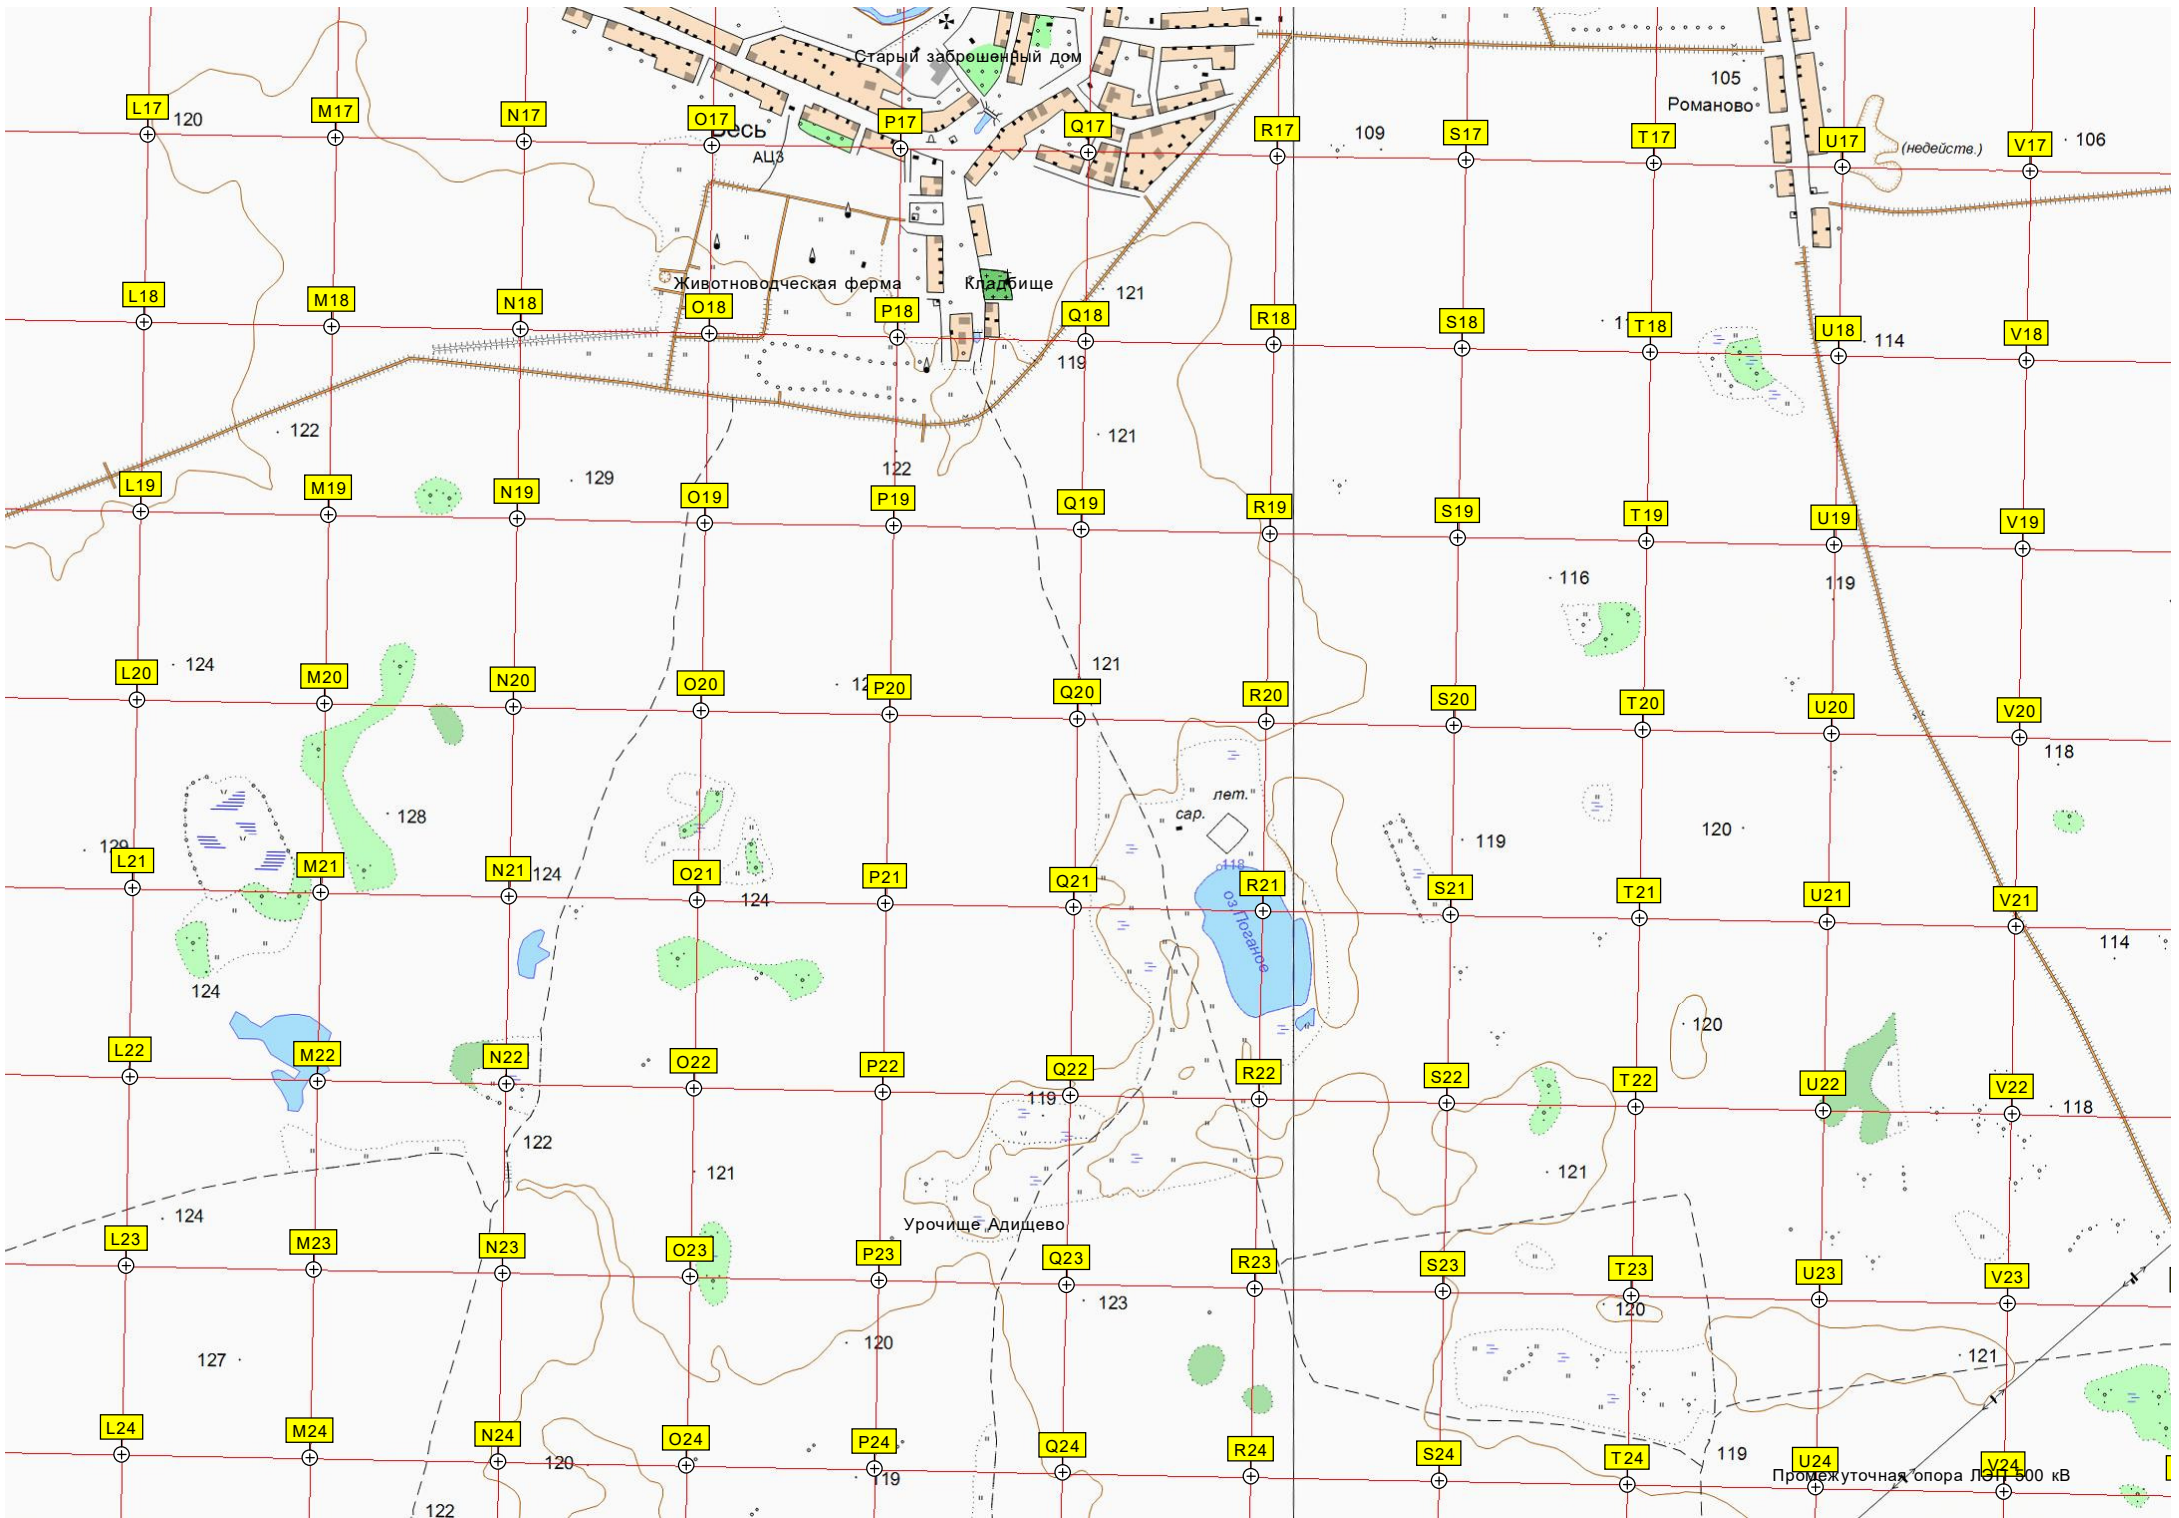 Старый заброшенный дом
105
Романово
L17
120
M17
N17
O17
Весь
P17
Q17
R17
109
S17
T17
U17
(недейств.)
V17
106
АЦЗ
L18
M18
N18
Животноводческая ферма
O18
P18
Кладбище
121
Q18
R18
S18
T18
U18
114
V18
119
122
121
122
L19
M19
129
N19
O19
P19
Q19
R19
S19
T19
U19
V19
116
119
L20
124
M20
N20
O20
P20
121
Q20
R20
S20
T20
U20
V20
118
лет.
сар.
128
119
120
129
L21
M21
N21
124
O21
124
P21
Q21
118
R21
оз.Поганое
S21
T21
U21
V21
114
124
120
L22
M22
N22
O22
P22
Q22
119
R22
S22
T22
U22
V22
118
122
121
121
124
Урочище Адищево
L23
M23
N23
O23
P23
Q23
R23
S23
T23
U23
V23
123
120
120
127
121
L24
M24
N24
O24
P24
Q24
R24
S24
T24
119
U24
V24
120
119
Промежуточная опора ЛЭП 500 кВ
122